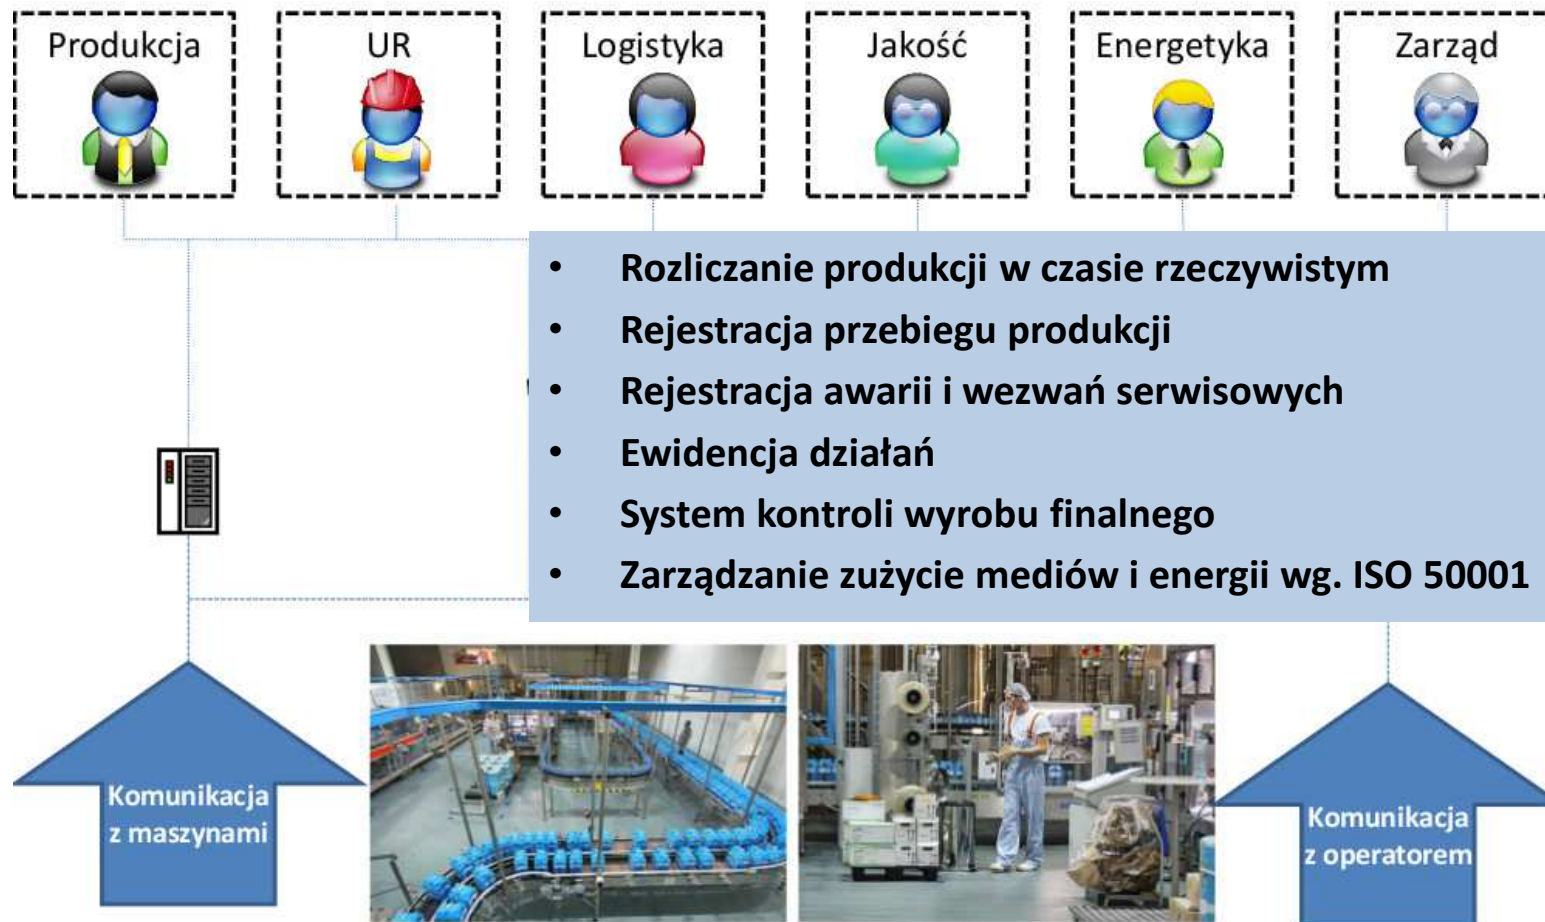 Produkcja
UR
Logistyka
Jakość
Energetyka
Zarząd
• Rozliczanie produkcji w czasie rzeczywistym
• Rejestracja przebiegu produkcji
• Rejestracja awarii i wezwań serwisowych
• Ewidencja działań
• System kontroli wyrobu finalnego
• Zarządzanie zużycie mediów i energii wg. ISO 50001
Komunikacja
z maszynami
Komunikacja
z operatorem